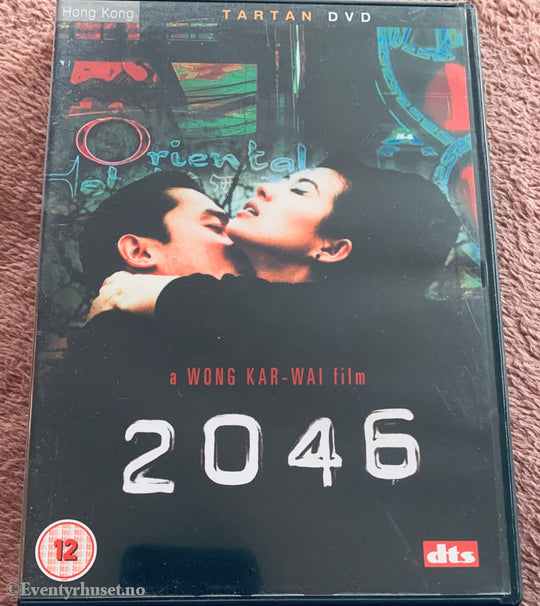 Hong Kong
TARTAN DVD
Oriental
a WONG KAR-WAI film
2046
12
dts
©Eventyrhuset.no